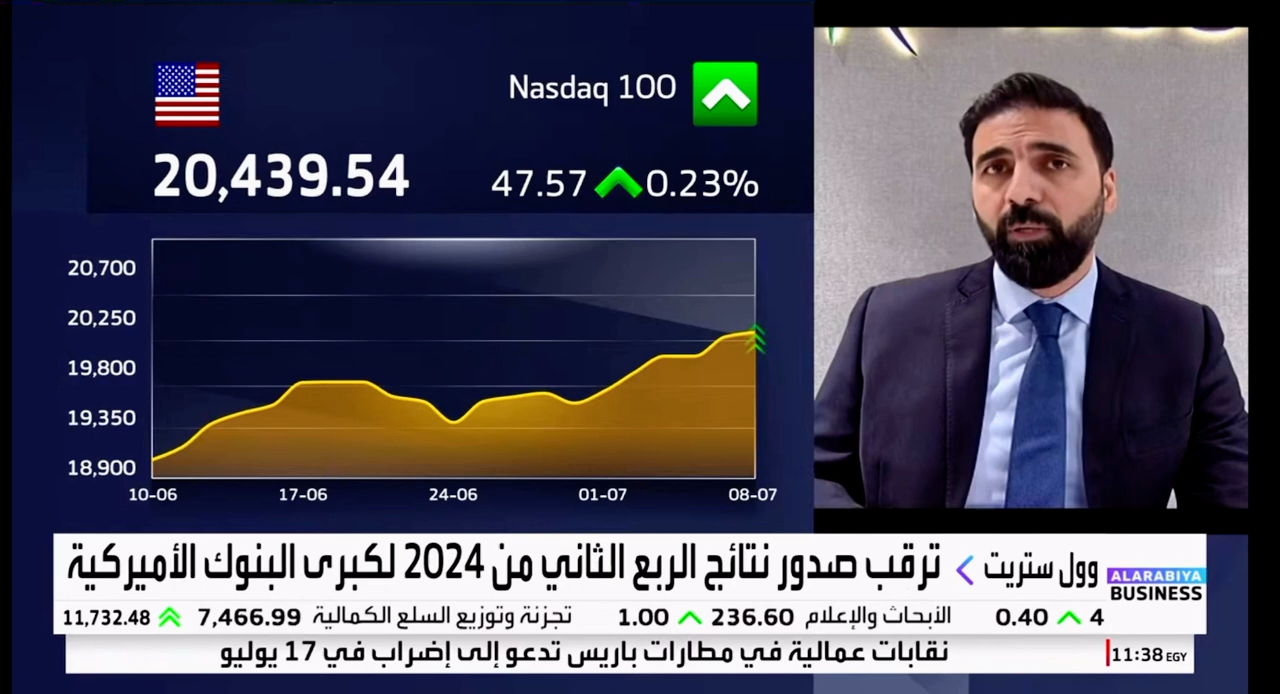 Nasdaq 100
20,439.54
47.57 0.23%
20,700
20,250
19,800
19,350
18,900
10-06 17-06 24-06 01-07 08-07
وول ستريت > ترقب صدور نتائج الربع الثاني من 2024 لكبرى البنوك الأميركية
ALARABIYA
BUSINESS
4 0.40 الأبحاث والإعلام 236.60 1.00 تجزئة وتوزيع السلع الكمالية 7,466.99 11,732.48
نقابات عمالية في مطارات باريس تدعو إلى إضراب في 17 يوليو
11:38 EGY